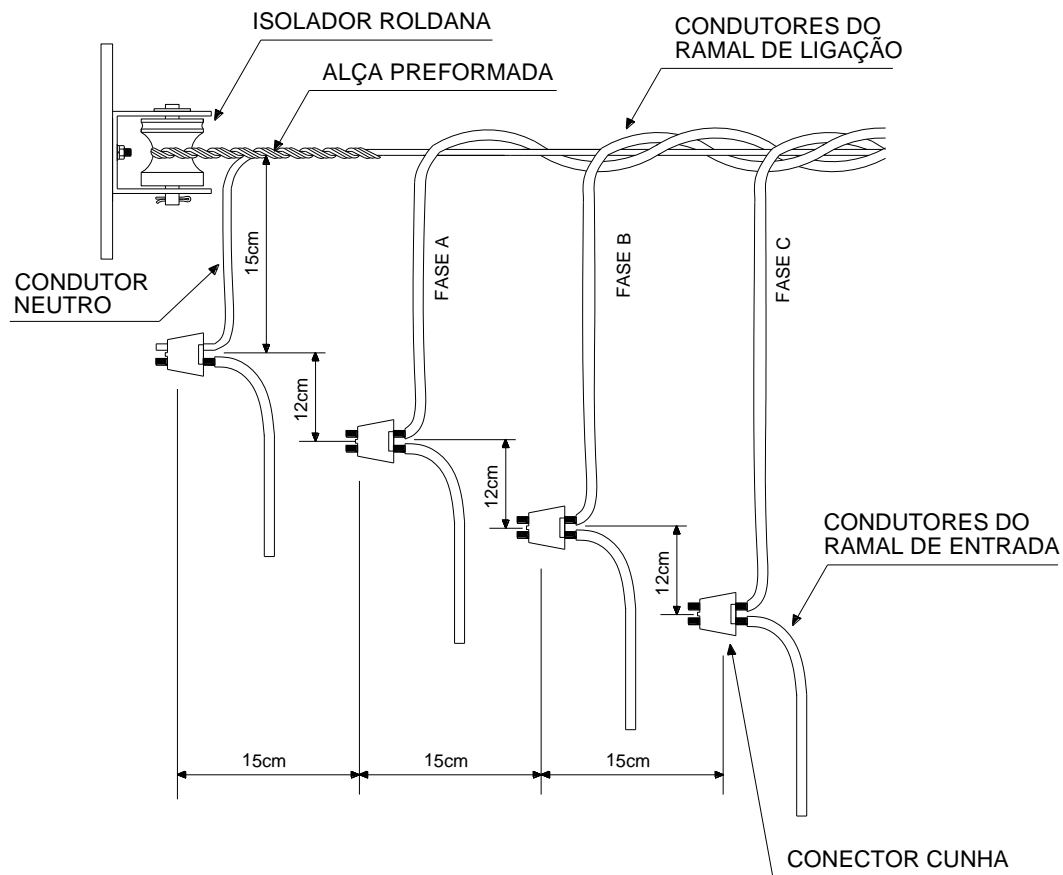 ISOLADOR ROLDANA
CONDUTORES DO
RAMAL DE LIGAÇÃO
ALÇA PREFORMADA
15cm
FASE A
FASE B
FASE C
CONDUTOR
NEUTRO
12cm
12cm
12cm
CONDUTORES DO
RAMAL DE ENTRADA
15cm
15cm
15cm
CONECTOR CUNHA